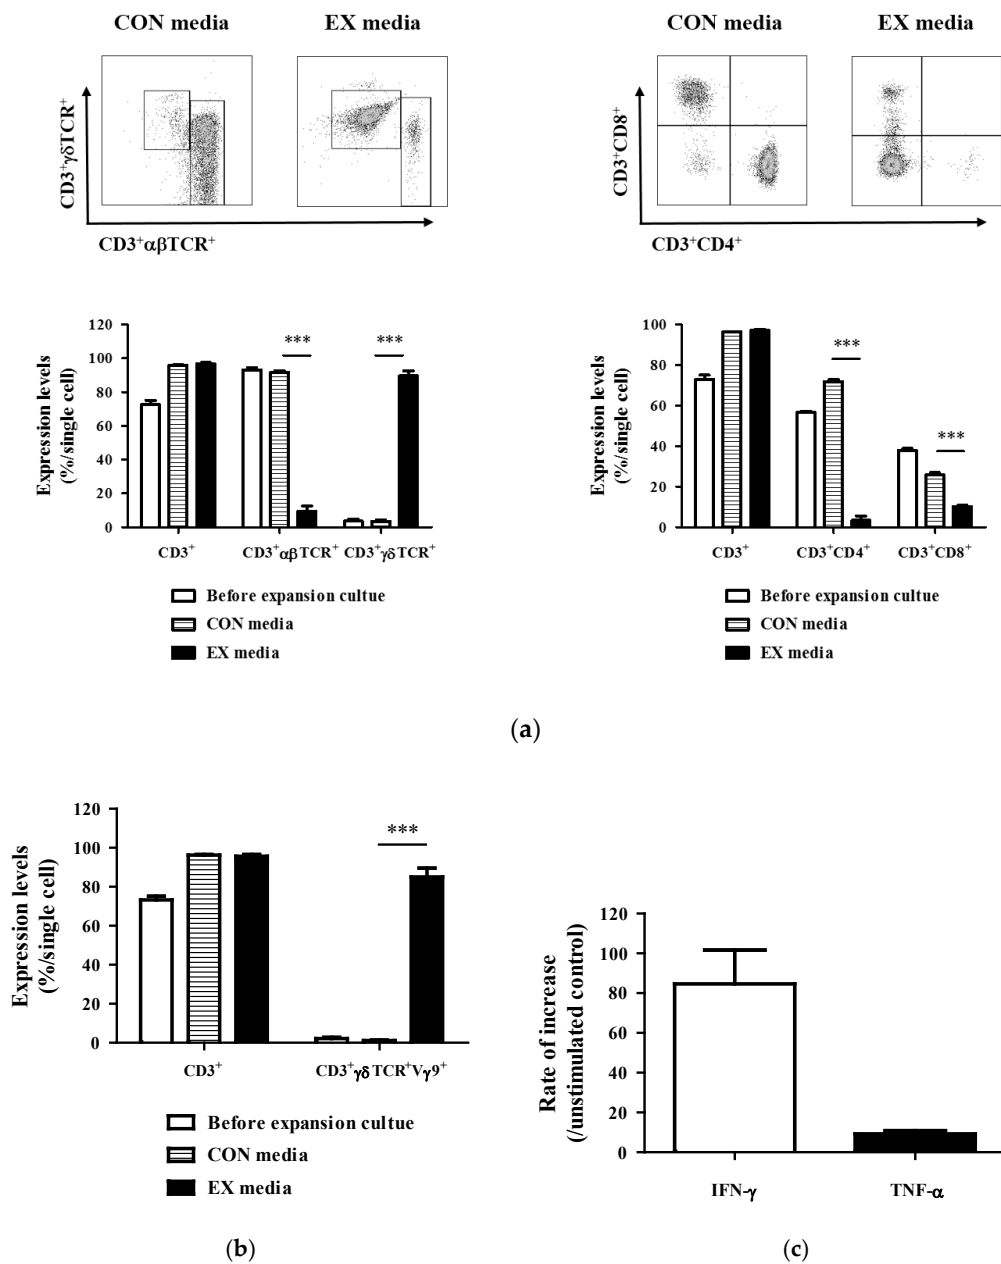 CON media
EX media
CON media
EX media
CD3⁺γδTCR⁺
CD3⁺αβTCR⁺
CD3⁺CD8⁺
CD3⁺CD4⁺
Expression levels
(%/single cell)
120
100
80
60
40
20
0
***
***
CD3⁺
CD3⁺αβTCR⁺
CD3⁺γδTCR⁺
Before expansion cultue
CON media
EX media
Expression levels
(%/single cell)
100
80
60
40
20
0
***
***
CD3⁺
CD3⁺CD4⁺
CD3⁺CD8⁺
Before expansion cultue
CON media
EX media
(a)
Expression levels
(%/single cell)
120
100
80
60
40
20
0
***
CD3⁺
CD3⁺γδTCR⁺Vγ9⁺
Before expansion cultue
CON media
EX media
(b)
Rate of increase
(/unstimulated control)
120
100
80
60
40
20
0
IFN-γ
TNF-α
(c)